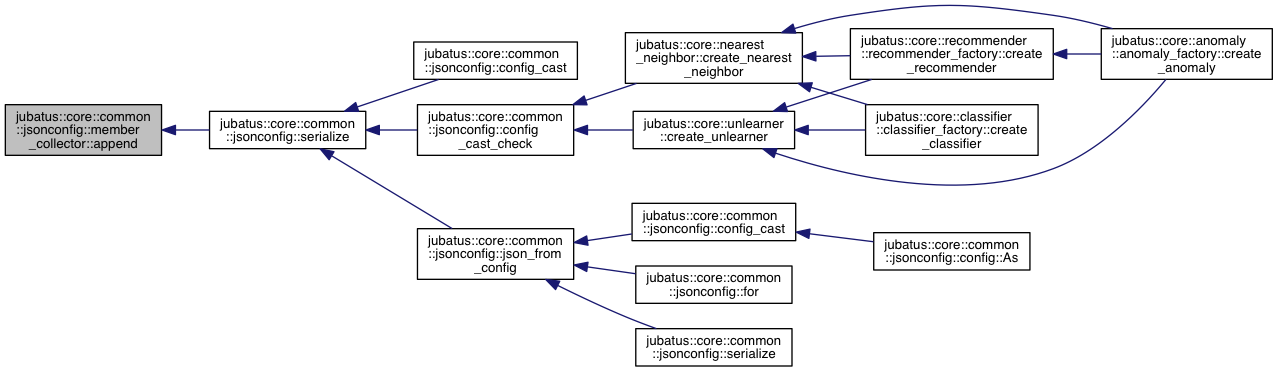 jubatus::core::common
::jsonconfig::member
_collector::append
jubatus::core::common
::jsonconfig::serialize
jubatus::core::common
::jsonconfig::config_cast
jubatus::core::common
::jsonconfig::config
_cast_check
jubatus::core::common
::jsonconfig::json_from
_config
jubatus::core::nearest
_neighbor::create_nearest
_neighbor
jubatus::core::unlearner
::create_unlearner
jubatus::core::common
::jsonconfig::config_cast
jubatus::core::common
::jsonconfig::for
jubatus::core::common
::jsonconfig::serialize
jubatus::core::recommender
::recommender_factory::create
_recommender
jubatus::core::classifier
::classifier_factory::create
_classifier
jubatus::core::common
::jsonconfig::config::As
jubatus::core::anomaly
::anomaly_factory::create
_anomaly